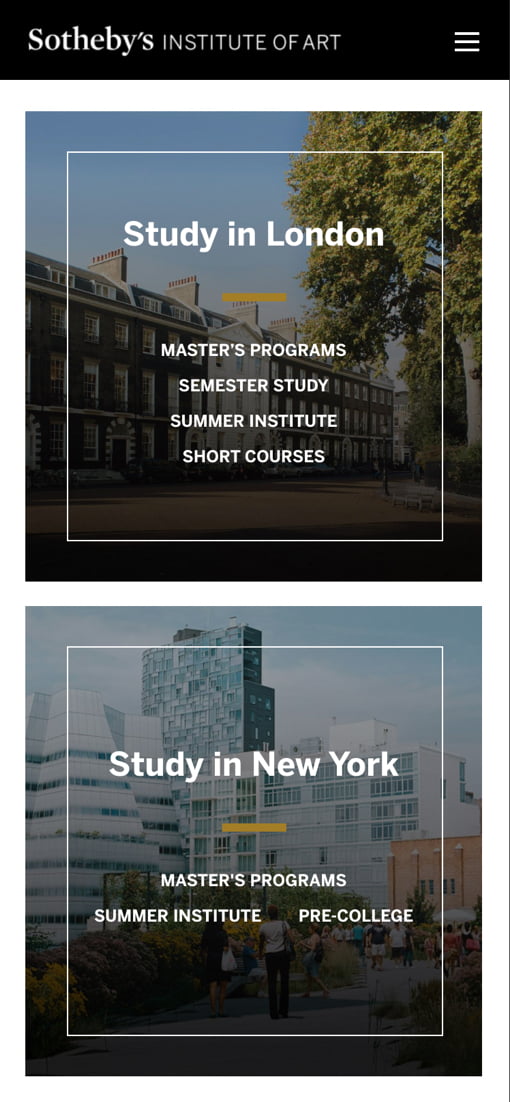 Sotheby's INSTITUTE OF ART
Study in London
MASTER’S PROGRAMS
SEMESTER STUDY
SUMMER INSTITUTE
SHORT COURSES
Study in New York
MASTER'S PROGRAMS
SUMMER INSTITUTE PRE-COLLEGE